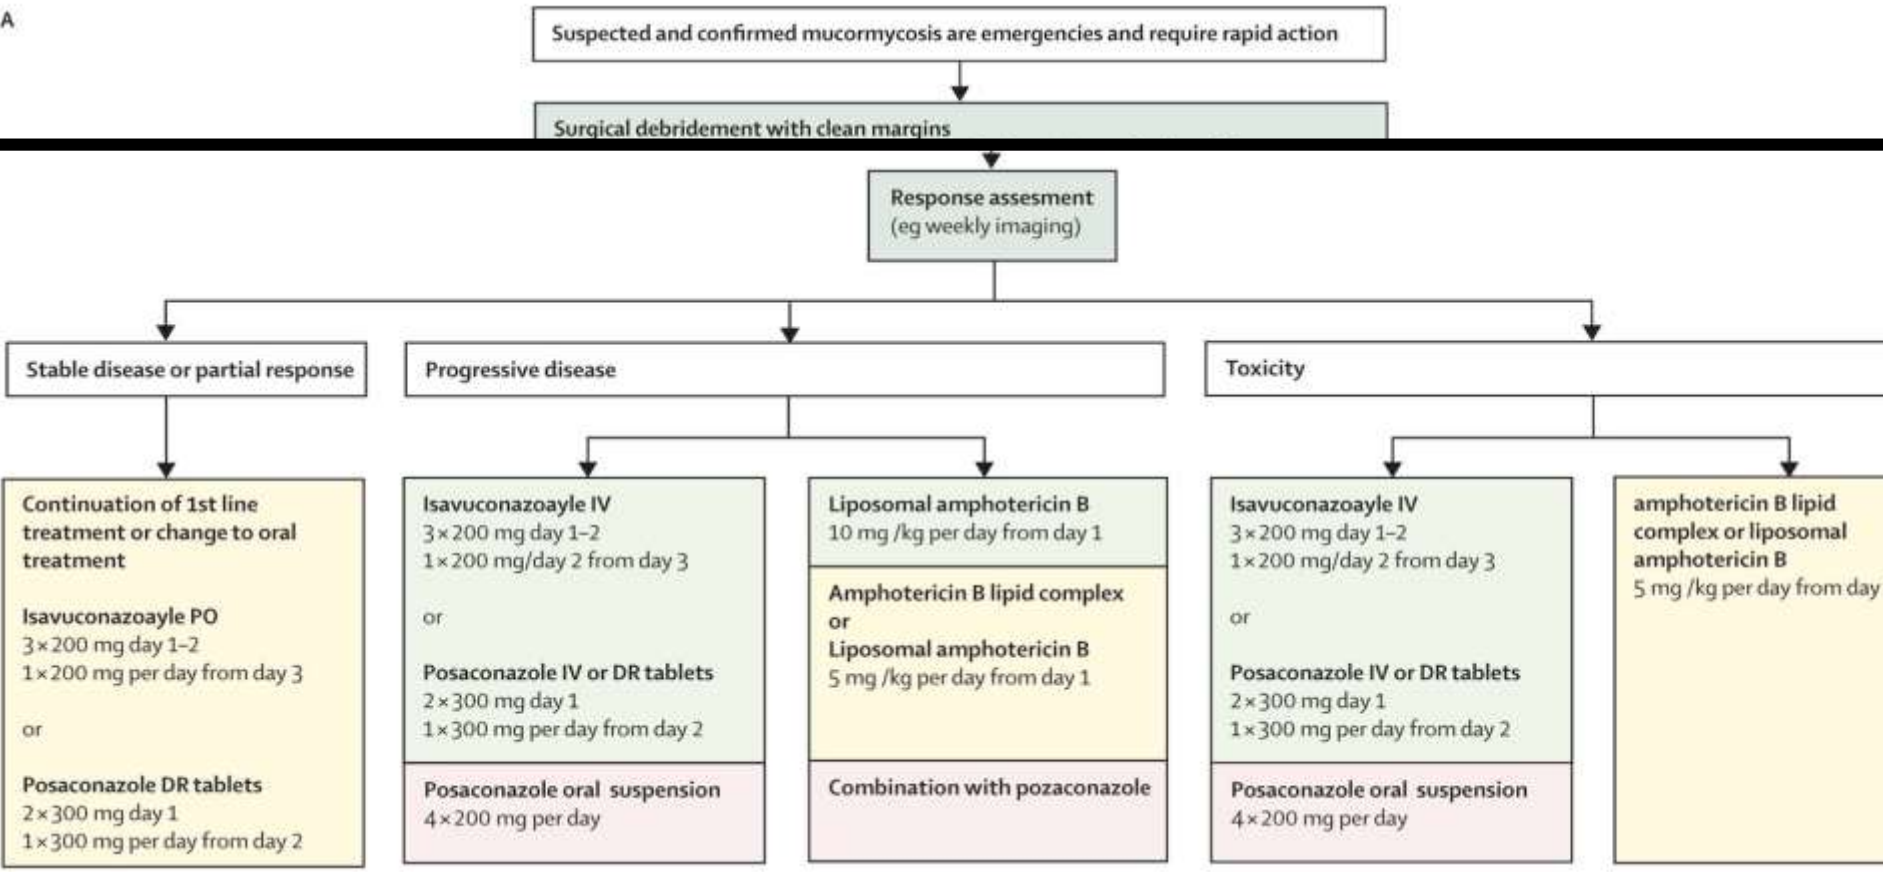 A
Suspected and confirmed mucormycosis are emergencies and require rapid action
Surgical debridement with clean margins
Response assesment
(eg weekly imaging)
Stable disease or partial response
Progressive disease
Toxicity
Continuation of 1st line
treatment or change to oral
treatment
Isavuconazoayle PO
3×200 mg day 1–2
1×200 mg per day from day 3
or
Posaconazole DR tablets
2×300 mg day 1
1×300 mg per day from day 2
Isavuconazoayle IV
3×200 mg day 1–2
1×200 mg/day 2 from day 3
or
Posaconazole IV or DR tablets
2×300 mg day 1
1×300 mg per day from day 2
Posaconazole oral suspension
4×200 mg per day
Liposomal amphotericin B
10 mg /kg per day from day 1
Amphotericin B lipid complex
or
Liposomal amphotericin B
5 mg /kg per day from day 1
Combination with pozaconazole
Isavuconazoayle IV
3×200 mg day 1–2
1×200 mg/day 2 from day 3
or
Posaconazole IV or DR tablets
2×300 mg day 1
1×300 mg per day from day 2
Posaconazole oral suspension
4×200 mg per day
amphotericin B lipid
complex or liposomal
amphotericin B
5 mg /kg per day from day